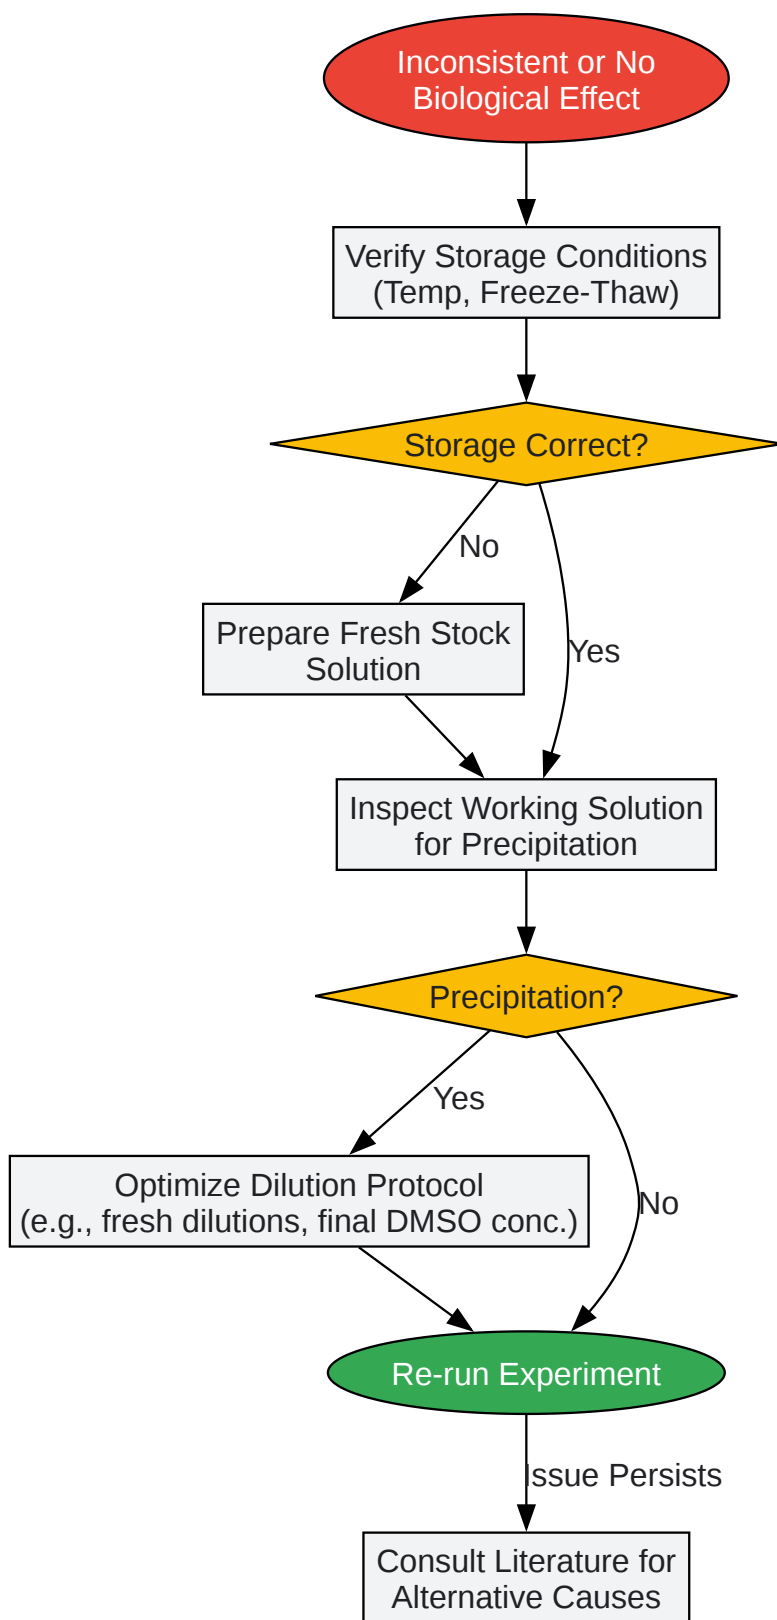 Inconsistent or No
Biological Effect
Verify Storage Conditions
(Temp, Freeze-Thaw)
Storage Correct?
No
Prepare Fresh Stock
Solution
Yes
Inspect Working Solution
for Precipitation
Precipitation?
Yes
Optimize Dilution Protocol
(e.g., fresh dilutions, final DMSO conc.)
No
Re-run Experiment
Issue Persists
Consult Literature for
Alternative Causes